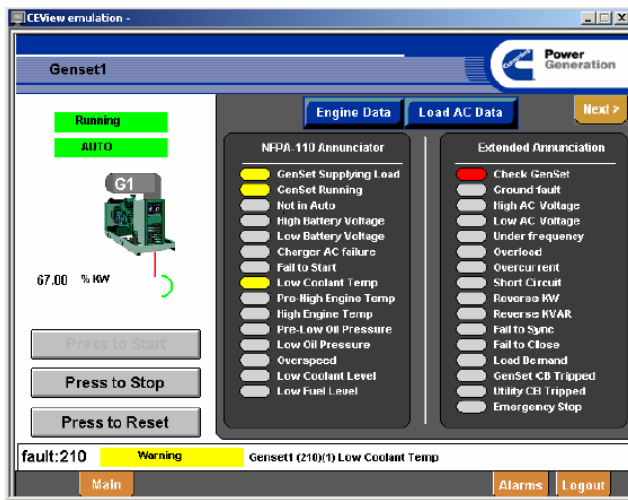 CEView emulation -
Genset1
Power
Generation
Cummins
Engine Data
Load AC Data
Next >
Running
AUTO
G1
67.00 % KW
Press to Start
Press to Stop
Press to Reset
NFPA-110 Annunciator
GenSet Supplying Load
GenSet Running
Not in Auto
High Battery Voltage
Low Battery Voltage
Charger AC failure
Fail to Start
Low Coolant Temp
Pre-High Engine Temp
High Engine Temp
Pre-Low Oil Pressure
Low Oil Pressure
Overspeed
Low Coolant Level
Low Fuel Level
Extended Annunciation
Check GenSet
Ground fault
High AC Voltage
Low AC Voltage
Under frequency
Overload
Overcurrent
Short Circuit
Reverse KW
Reverse KVAR
Fail to Sync
Fail to Close
Load Demand
GenSet CB Tripped
Utility CB Tripped
Emergency Stop
fault:210
Warning
Genset1 (210)(1) Low Coolant Temp
Main
Alarms
Logout